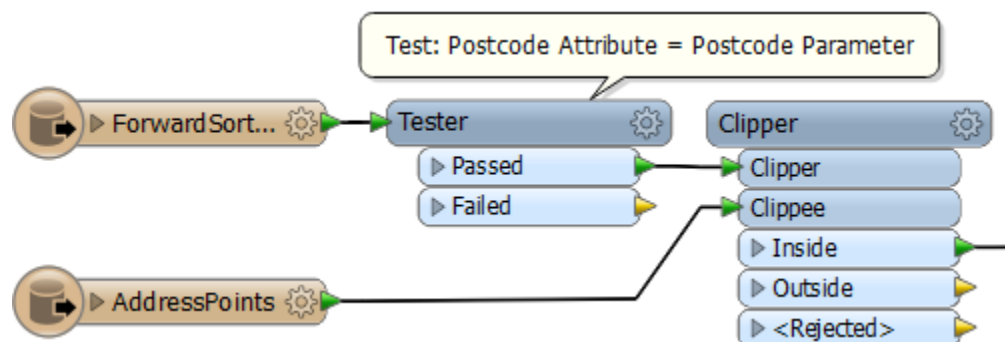 Test: Postcode Attribute = Postcode Parameter
ForwardSort...
Tester
Passed
Failed
Clipper
Clipper
Clippee
Inside
Outside
<Rejected>
AddressPoints